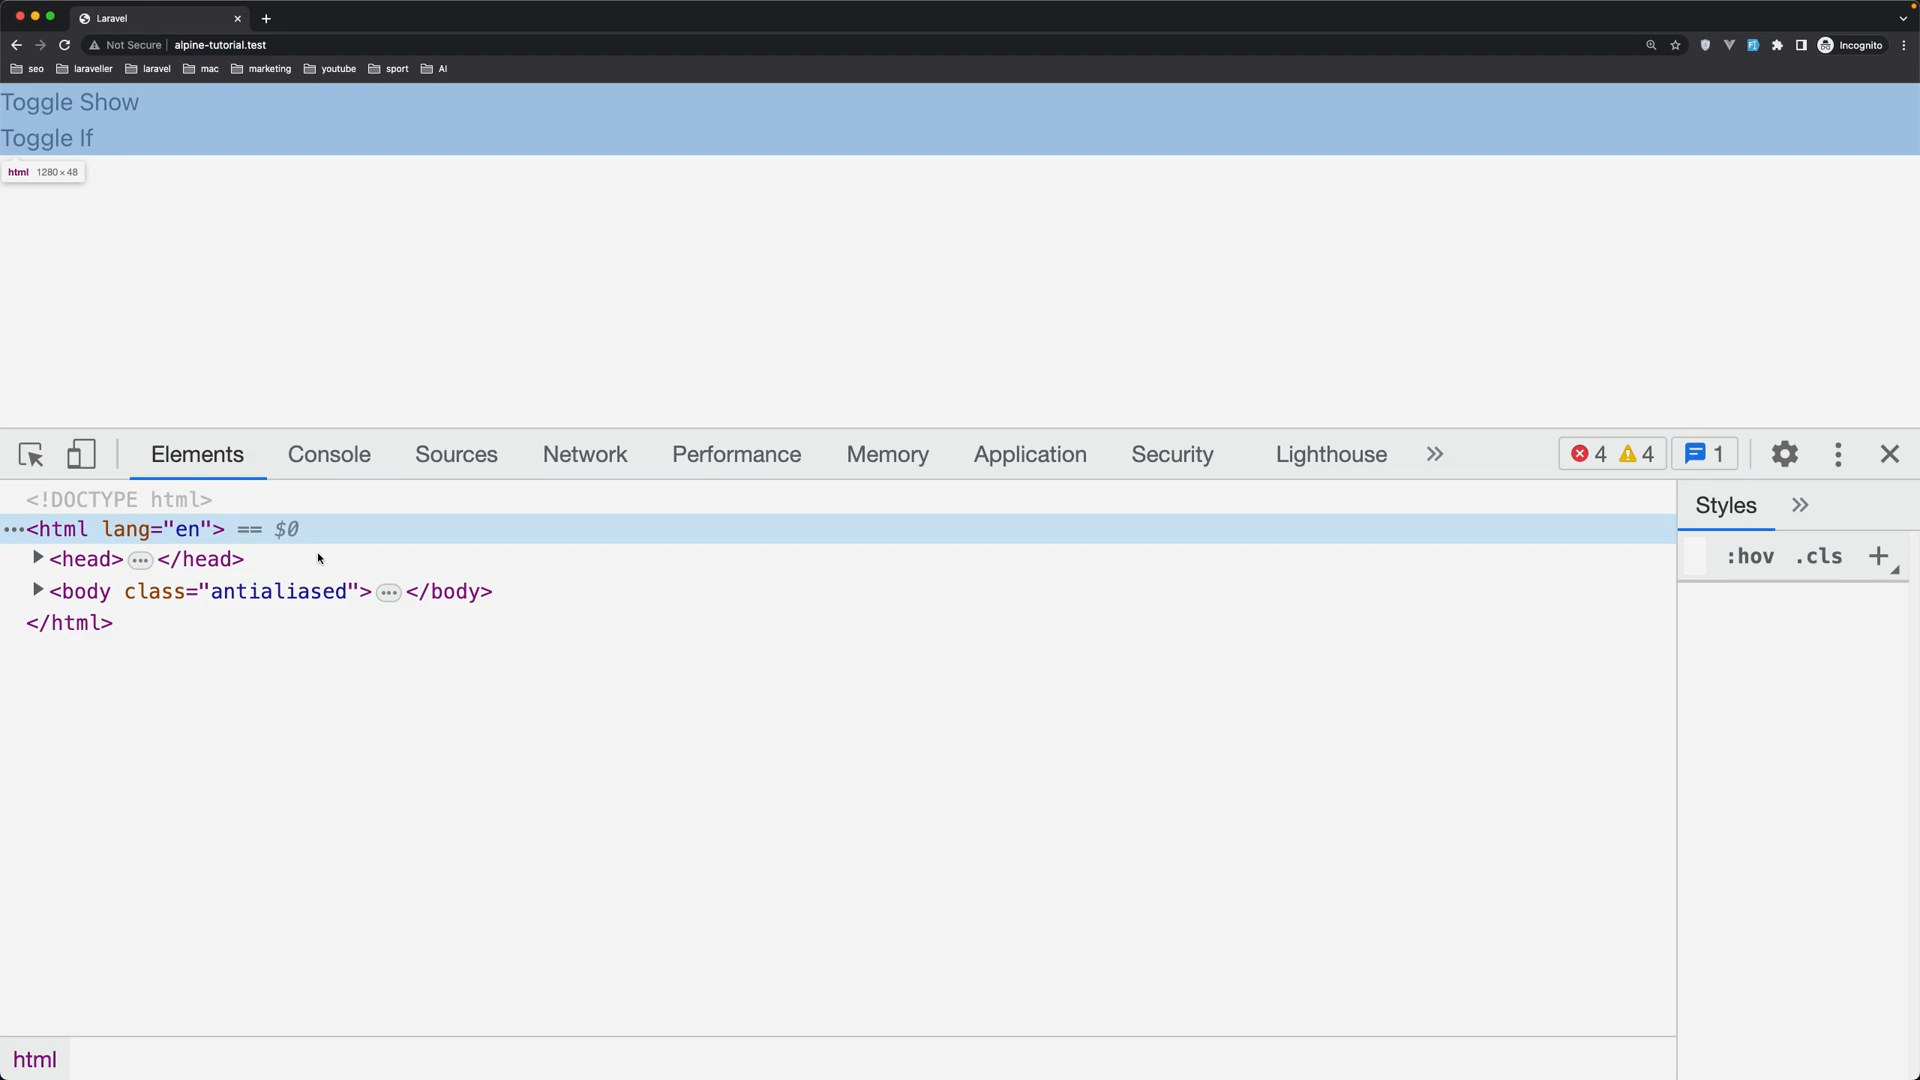 Laravel
Not Secure alpine-tutorial.test Incognito
seo laraveller laravel mac marketing youtube sport AI
Toggle Show
Toggle If
html 1280 × 48
Elements Console Sources Network Performance Memory Application Security Lighthouse 4 4 1
<!DOCTYPE html>
<html lang="en"> == $0
<head> </head>
<body class="antialiased"> </body>
</html>
Styles
:hov .cls
html